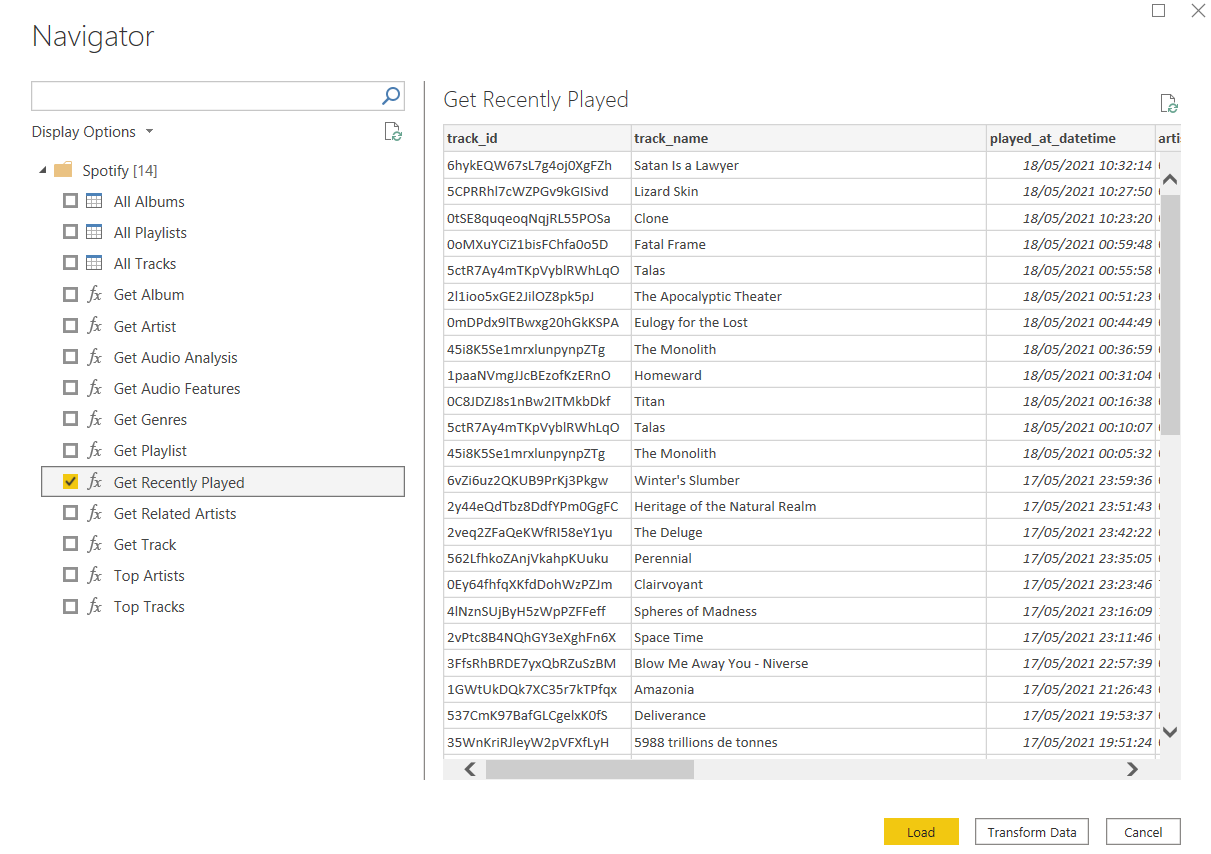 Navigator
Display Options
Spotify [14]
All Albums
All Playlists
All Tracks
fx Get Album
fx Get Artist
fx Get Audio Analysis
fx Get Audio Features
fx Get Genres
fx Get Playlist
fx Get Recently Played
fx Get Related Artists
fx Get Track
fx Top Artists
fx Top Tracks
Get Recently Played
track_id track_name played_at_datetime arti
6hykEQW67sL7g4oj0XgFZh Satan Is a Lawyer 18/05/2021 10:32:14
5CPRRhl7cWZPGv9kGISivd Lizard Skin 18/05/2021 10:27:50
0tSE8quqeoqNqjRL55POSa Clone 18/05/2021 10:23:20
0oMXuYCiZ1bisFChfa0o5D Fatal Frame 18/05/2021 00:59:48
5ctR7Ay4mTKpVyblRWhLqO Talas 18/05/2021 00:55:58
2l1ioo5xGE2JilOZ8pk5pJ The Apocalyptic Theater 18/05/2021 00:51:23
0mDPdx9lTBwxg20hGkKSPA Eulogy for the Lost 18/05/2021 00:44:49
45i8K5Se1mrxlunpynpZTg The Monolith 18/05/2021 00:36:59
1paaNVmgJJcBEzofKzERnO Homeward 18/05/2021 00:31:04
0C8JDZJ8s1nBw2ITMkbDkf Titan 18/05/2021 00:16:38
5ctR7Ay4mTKpVyblRWhLqO Talas 18/05/2021 00:10:07
45i8K5Se1mrxlunpynpZTg The Monolith 18/05/2021 00:05:32
6vZi6uz2QKUB9PrKj3Pkgw Winter's Slumber 17/05/2021 23:59:36
2y44eQdTbz8DdfYPm0GgFC Heritage of the Natural Realm 17/05/2021 23:51:43
2veq2ZFaQeKWfRI58eY1yu The Deluge 17/05/2021 23:42:22
562LfhkoZAnjVkahpKUuku Perennial 17/05/2021 23:35:05
0Ey64fhfqXKfdDohWzPZJm Clairvoyant 17/05/2021 23:23:46
4lNznSUjByH5zWpPZFFeff Spheres of Madness 17/05/2021 23:16:09
2vPtc8B4NQhGY3eXghFn6X Space Time 17/05/2021 23:11:46
3FfsRhBRDE7yxQbRZuSzBM Blow Me Away You - Niverse 17/05/2021 22:57:39
1GWtUkDQk7XC35r7kTPfqx Amazonia 17/05/2021 21:26:43
537CmK97BafGLCgelxK0fS Deliverance 17/05/2021 19:53:37
35WnKriRJleyW2pVFXfLyH 5988 trillions de tonnes 17/05/2021 19:51:24
Load Transform Data Cancel